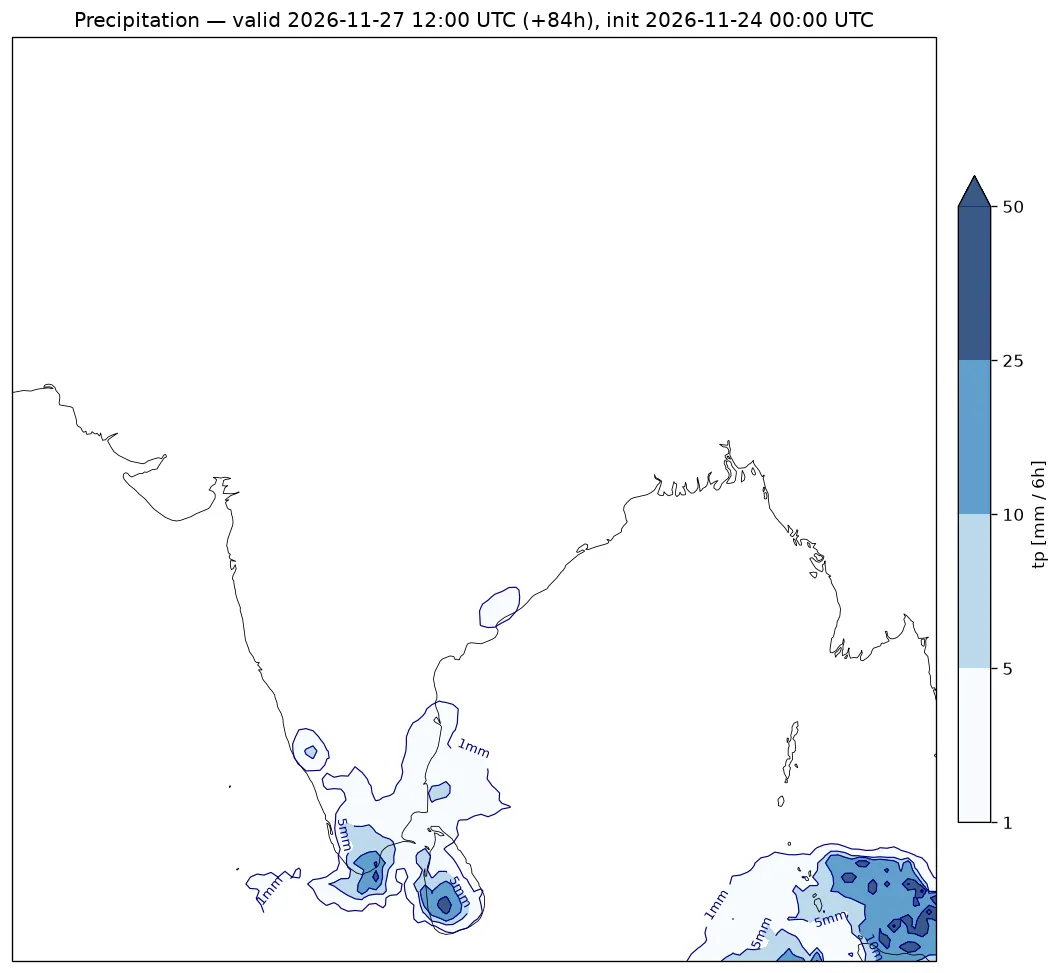 Precipitation — valid 2026-11-27 12:00 UTC (+84h), init 2026-11-24 00:00 UTC
50
25
10
5
1
tp [mm / 6h]
1mm
5mm
5mm
1mm
1mm
5mm
5mm
10m